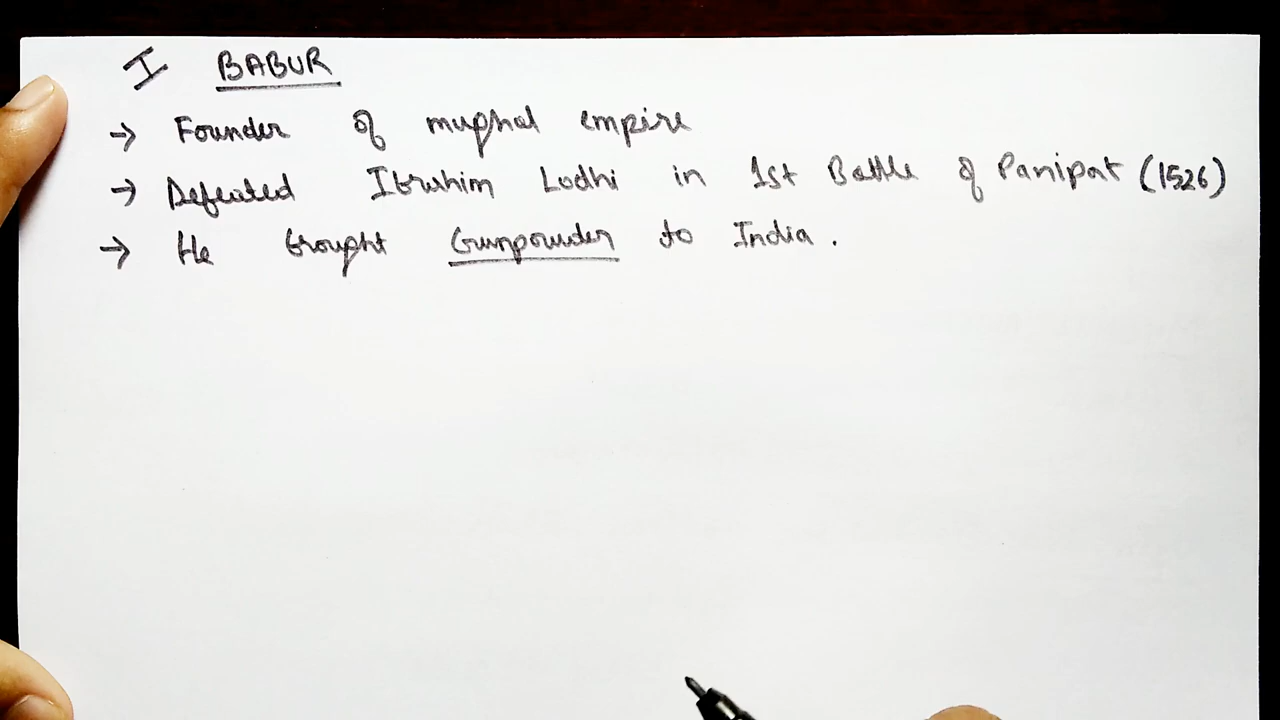 I BABUR
→ Founder of mughal empire
→ Defeated Ibrahim Lodhi in 1st Battle of Panipat (1526)
→ He brought Gunpowder to India .